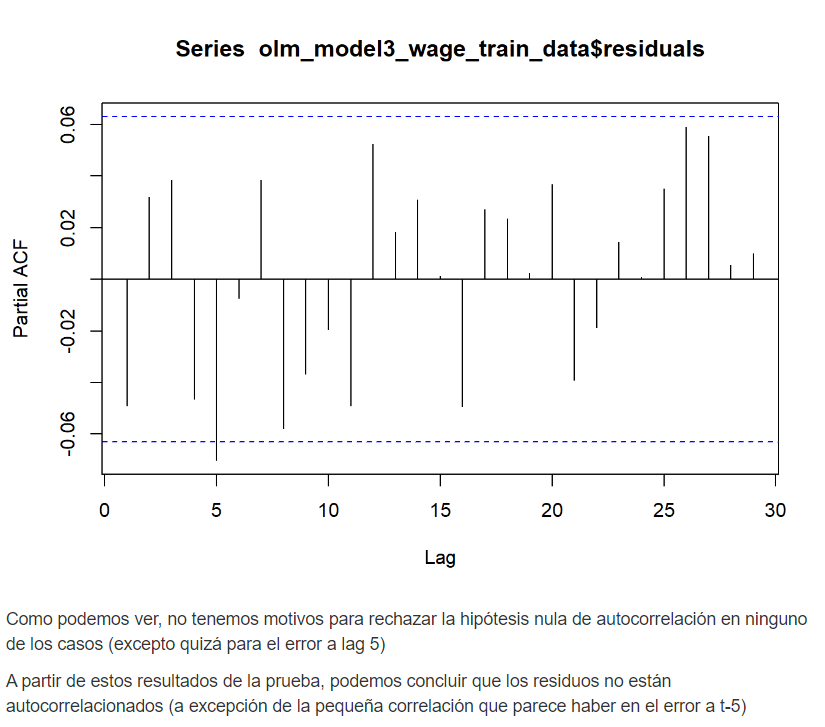 Series  olm_model3_wage_train_data$residuals
Partial ACF
0.06
0.02
-0.02
-0.06
0 5 10 15 20 25 30
Lag
Como podemos ver, no tenemos motivos para rechazar la hipótesis nula de autocorrelación en ninguno
de los casos (excepto quizá para el error a lag 5)
A partir de estos resultados de la prueba, podemos concluir que los residuos no están
autocorrelacionados (a excepción de la pequeña correlación que parece haber en el error a t-5)